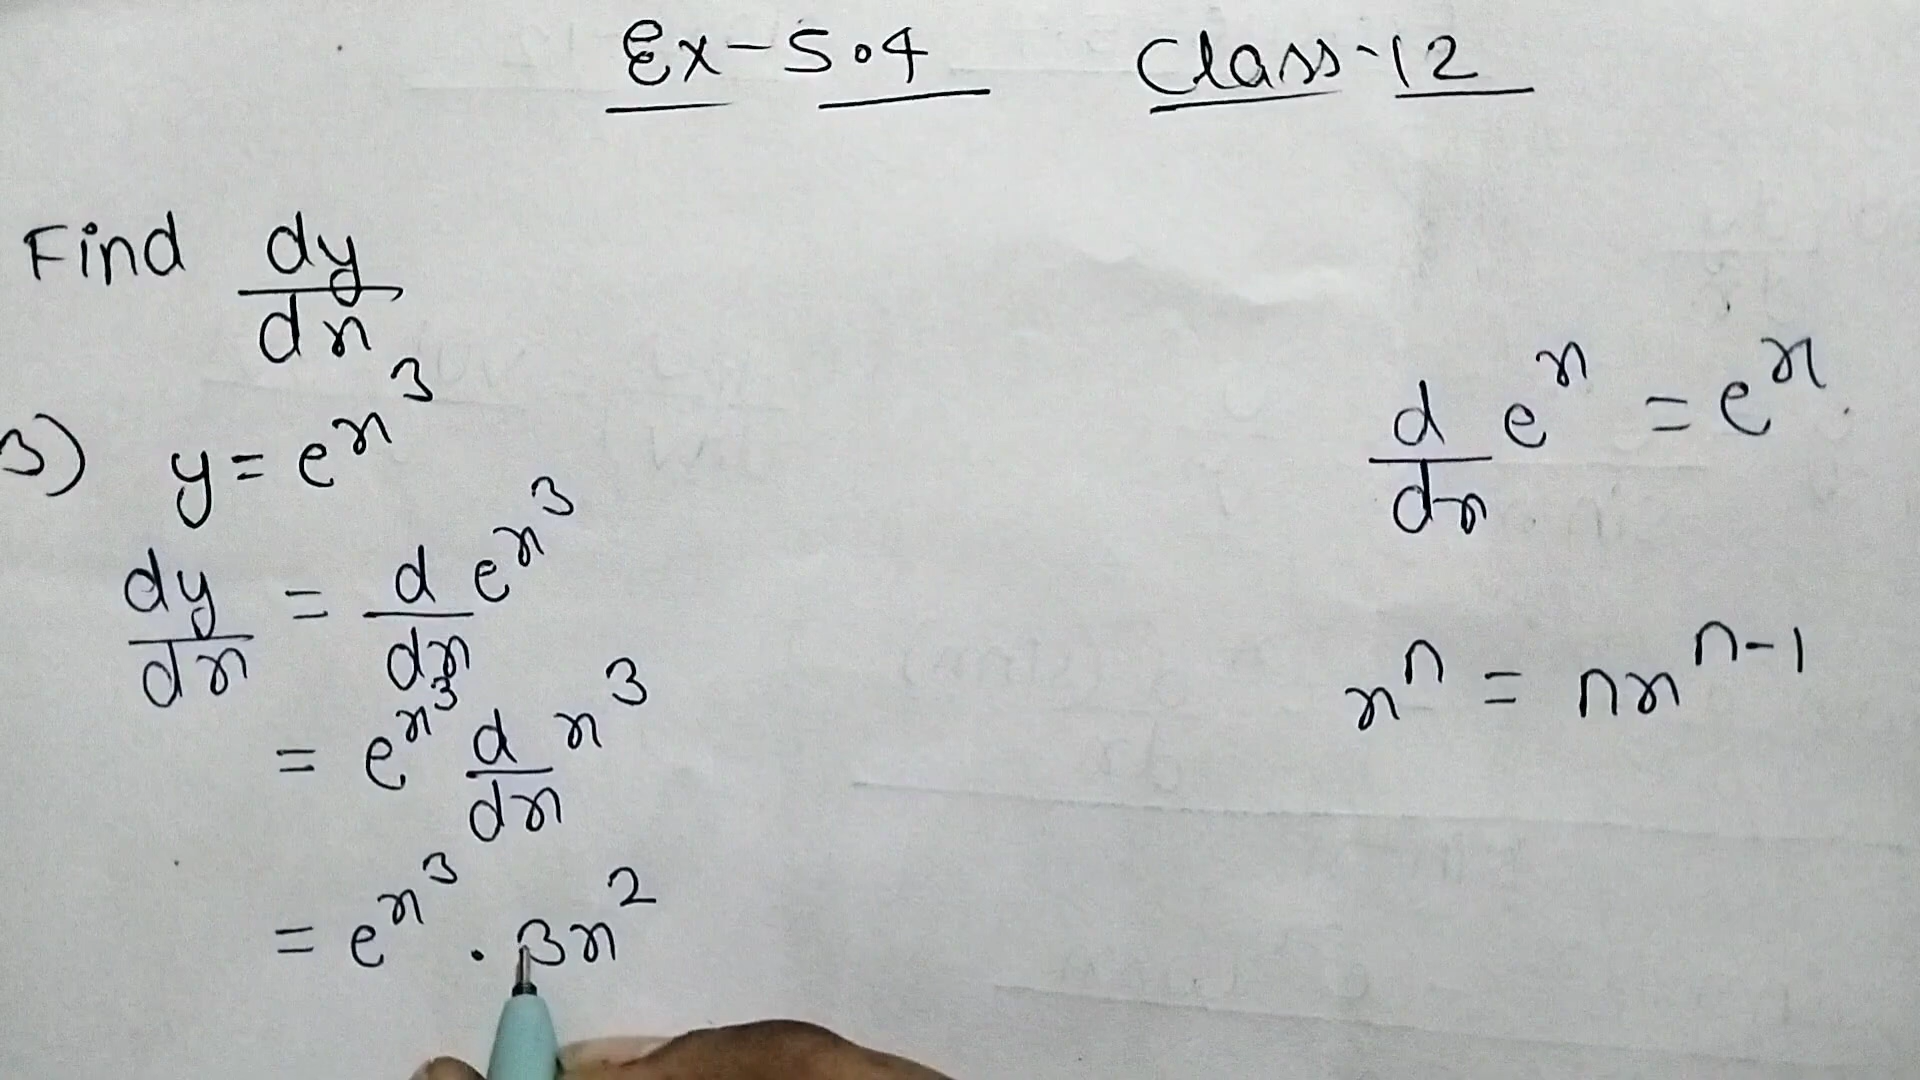 Ex-5.4 Class-12
Find dy/dx
3) y = e^x^3
dy/dx = d/dx e^x^3
= e^x^3 d/dx x^3
= e^x^3 . 3x^2
d/dx e^x = e^x.
x^n = nx^n-1